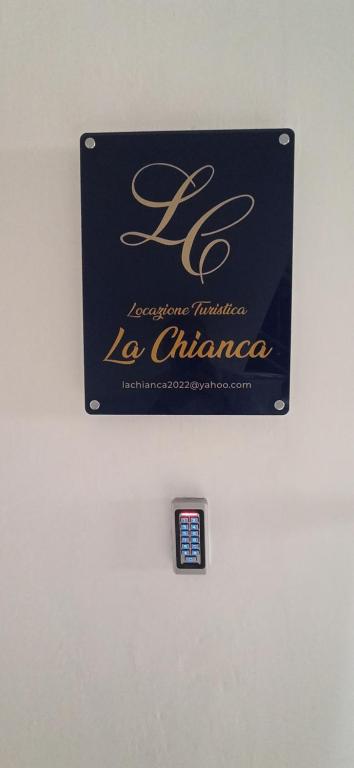 LC
Locazione Turistica
La Chianca
lachianca2022@yahoo.com